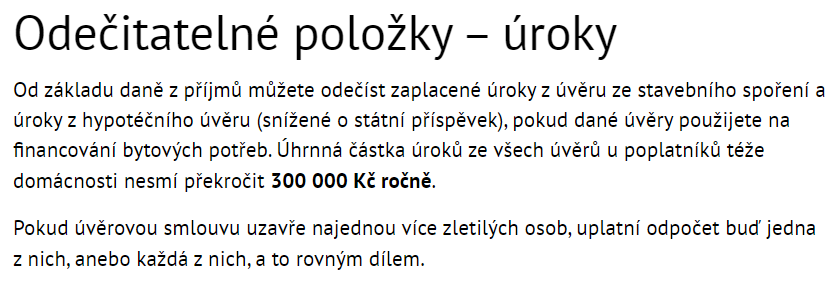 Odečitatelné položky – úroky
Od základu daně z příjmů můžete odečíst zaplacené úroky z úvěru ze stavebního spoření a
úroky z hypotéčního úvěru (snížené o státní příspěvek), pokud dané úvěry použijete na
financování bytových potřeb. Úhrnná částka úroků ze všech úvěrů u poplatníků téže
domácnosti nesmí překročit 300 000 Kč ročně.
Pokud úvěrovou smlouvu uzavře najednou více zletilých osob, uplatní odpočet buď jedna
z nich, anebo každá z nich, a to rovným dílem.